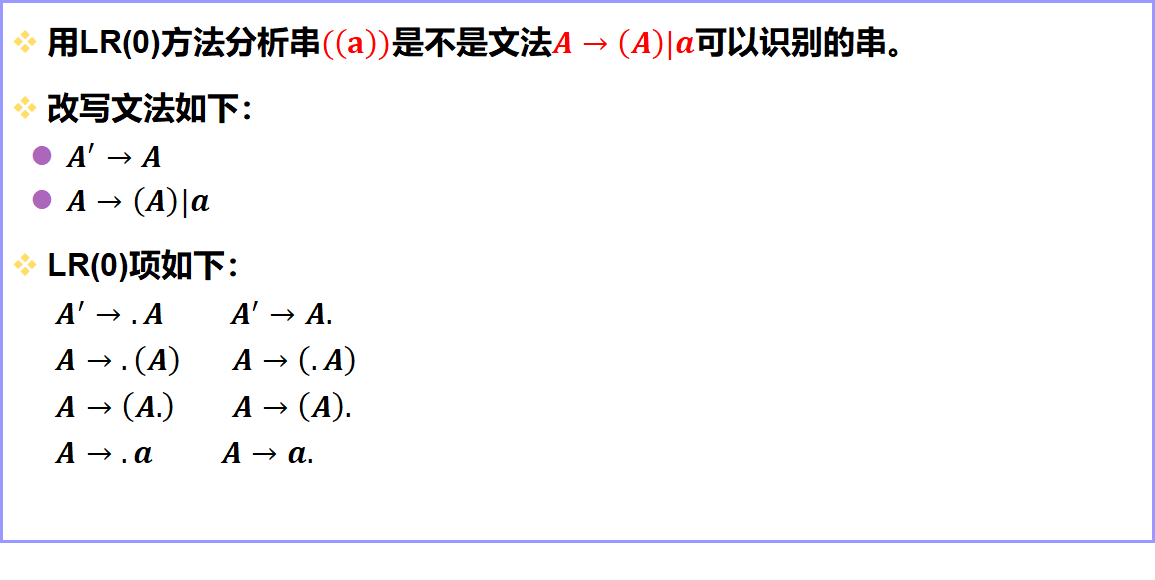 用LR(0)方法分析串((a))是不是文法A → (A)|a可以识别的串。
改写文法如下：
A′ → A
A → (A)|a
LR(0)项如下：
A′ → . A A′ → A.
A → . (A) A → (. A)
A → (A.) A → (A).
A → . a A → a.